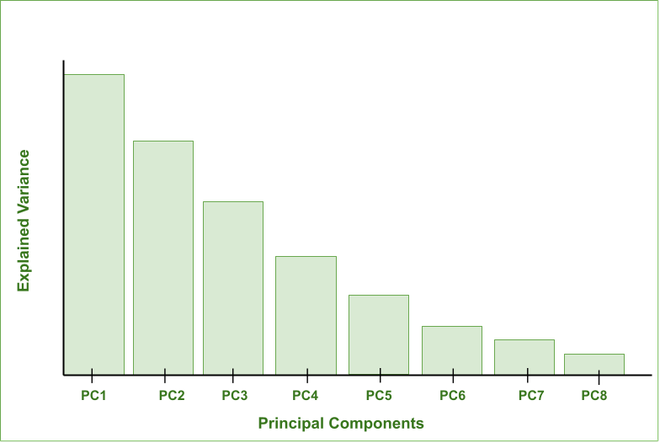 Explained Variance
PC1 PC2 PC3 PC4 PC5 PC6 PC7 PC8
Principal Components